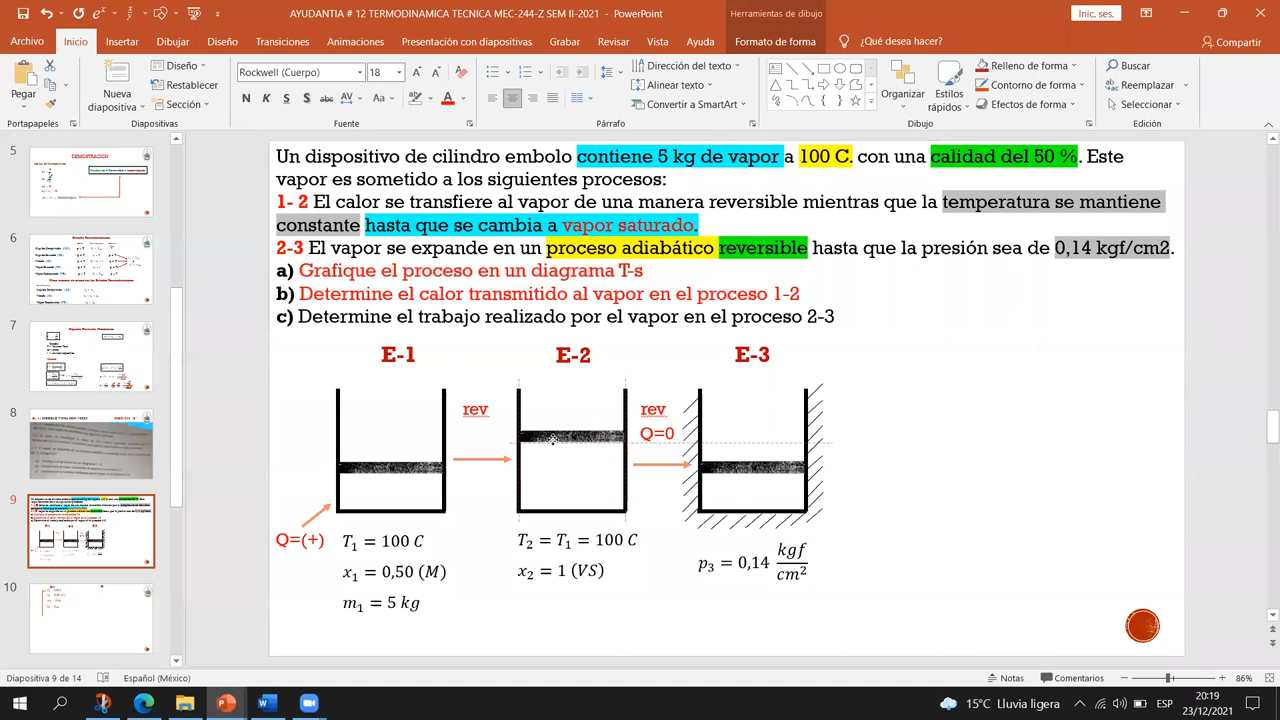 AYUDANTIA # 12 TERMODINAMICA TECNICA MEC-244-Z SEM II-2021 - PowerPoint
Herramientas de dibujo
Inic. ses.
Archivo Inicio Insertar Dibujar Diseño Transiciones Animaciones Presentación con diapositivas Grabar Revisar Vista Ayuda Formato de forma ¿Qué desea hacer? Compartir
Pegar
Nueva diapositiva
Diseño
Restablecer
Sección
Rockwell (Cuerpo) 18
N K S S abc AV Aa A
Dirección del texto
Alinear texto
Convertir a SmartArt
Organizar
Estilos rápidos
Relleno de forma
Contorno de forma
Efectos de forma
Buscar
Reemplazar
Seleccionar
Portapapeles Diapositivas Fuente Párrafo Dibujo Edición
5
7
8
9
10
Un dispositivo de cilindro embolo contiene 5 kg de vapor a 100 C. con una calidad del 50 %. Este
vapor es sometido a los siguientes procesos:
1- 2 El calor se transfiere al vapor de una manera reversible mientras que la temperatura se mantiene
constante hasta que se cambia a vapor saturado.
2-3 El vapor se expande en un proceso adiabático reversible hasta que la presión sea de 0,14 kgf/cm2.
a) Grafique el proceso en un diagrama T-s
b) Determine el calor transmitido al vapor en el proceso 1-2
c) Determine el trabajo realizado por el vapor en el proceso 2-3
E-1 E-2 E-3
rev
rev
Q=0
Q=(+)
T₁ = 100 C
x₁ = 0,50 (M)
m₁ = 5 kg
T₂ = T₁ = 100 C
x₂ = 1 (VS)
p₃ = 0,14 kgf/cm²
Diapositiva 9 de 14 Español (México) Notas Comentarios 86%
15°C Lluvia ligera ESP 20:19
23/12/2021